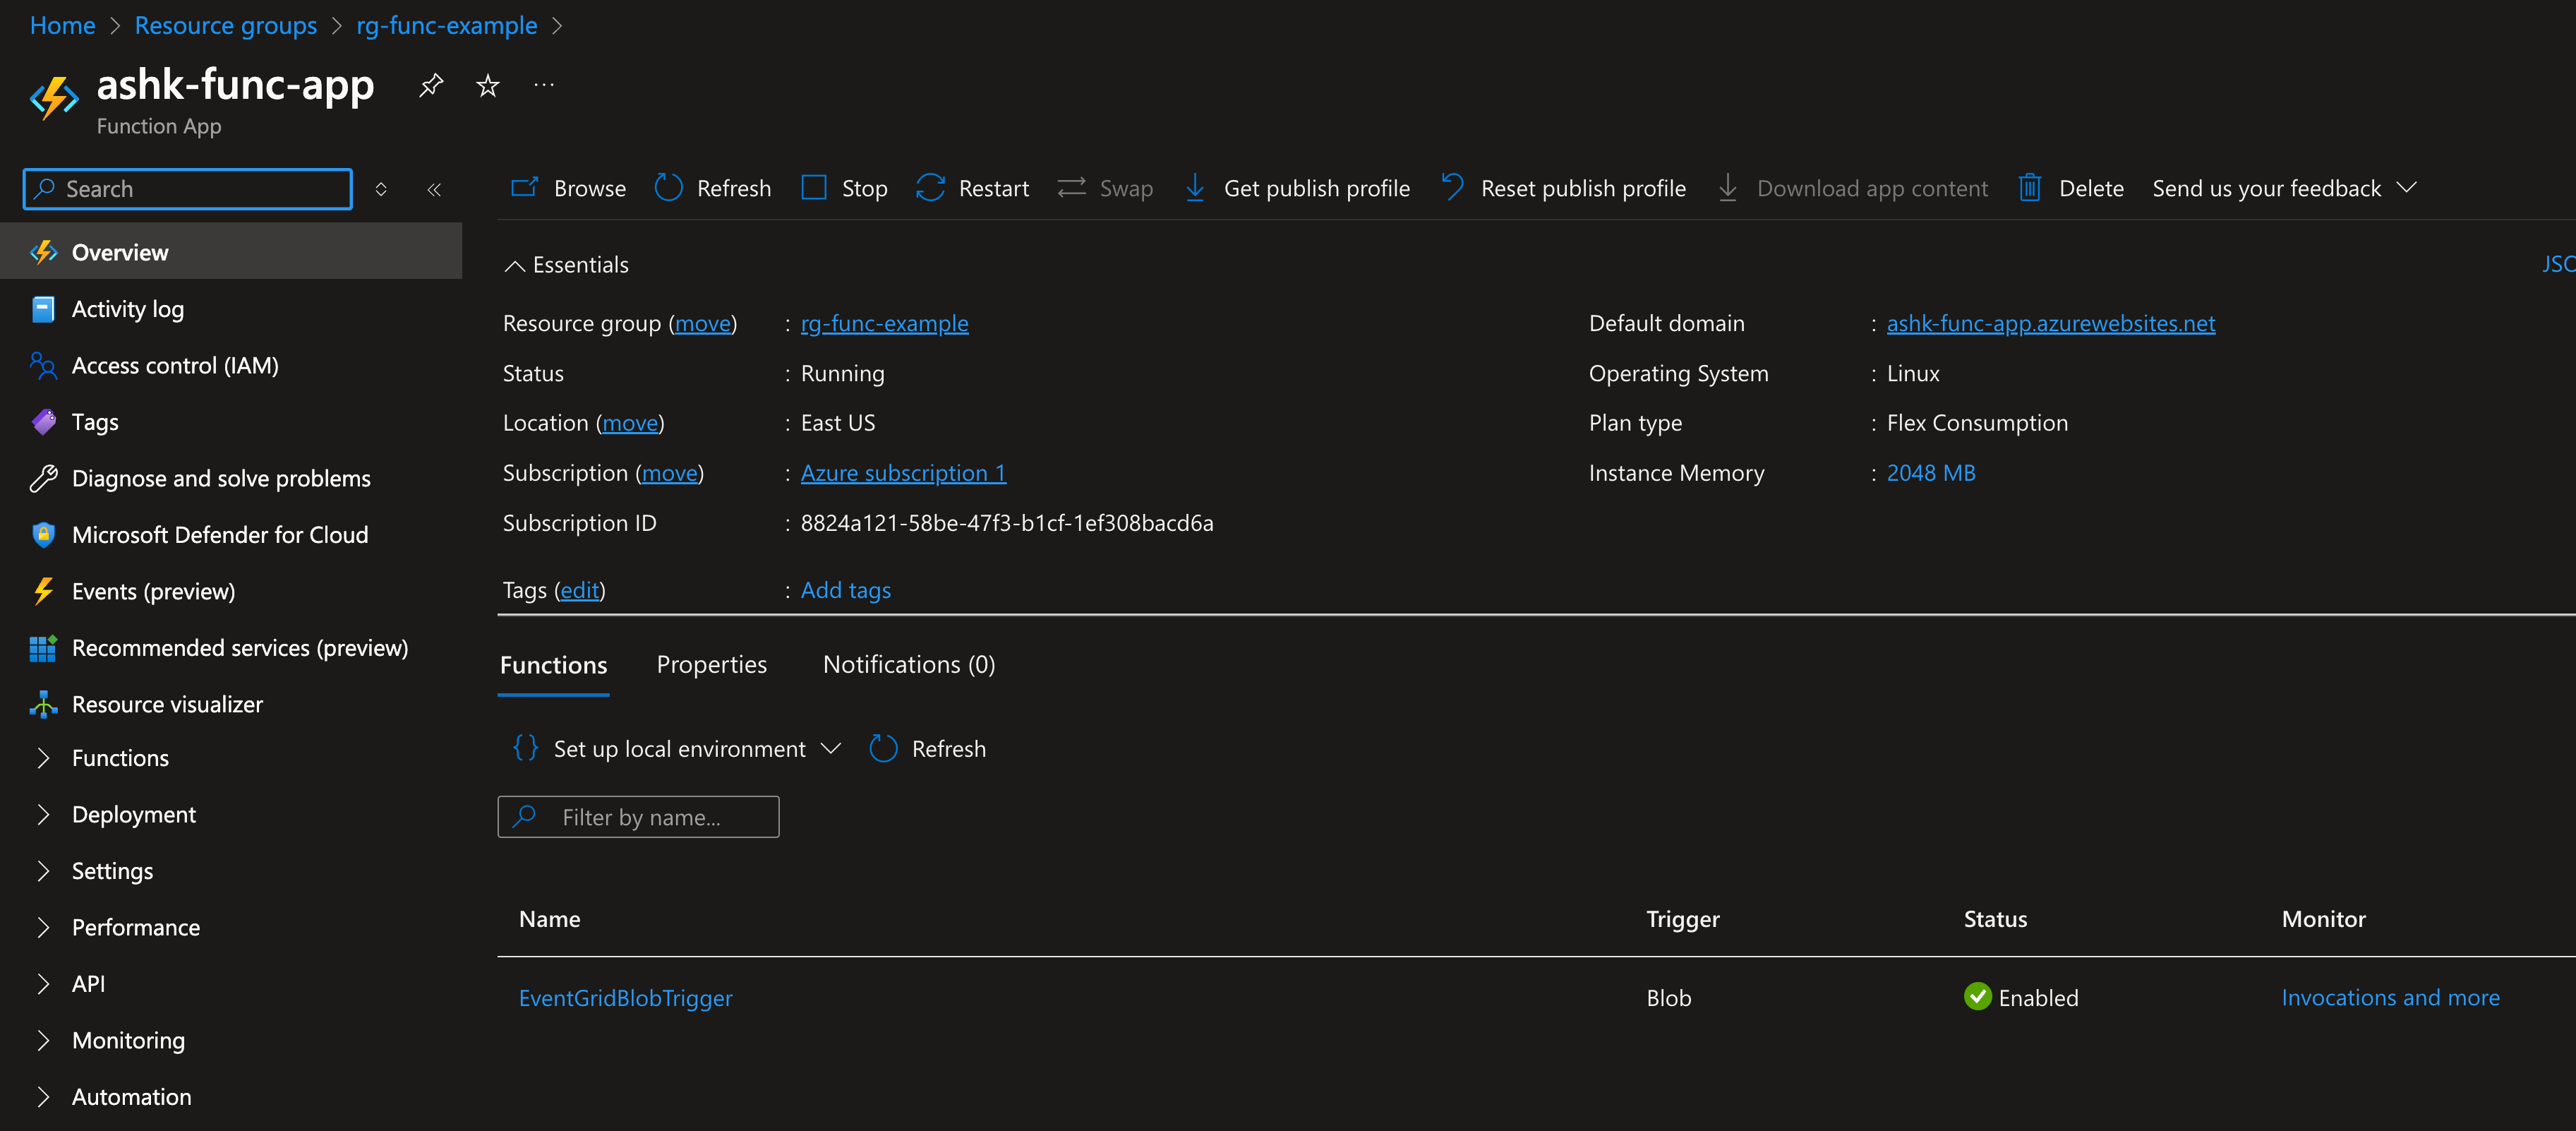 Home > Resource groups > rg-func-example >
ashk-func-app
Function App
Search
Overview
Activity log
Access control (IAM)
Tags
Diagnose and solve problems
Microsoft Defender for Cloud
Events (preview)
Recommended services (preview)
Resource visualizer
Functions
Deployment
Settings
Performance
API
Monitoring
Automation
Browse Refresh Stop Restart Swap Get publish profile Reset publish profile Download app content Delete Send us your feedback
Essentials
JSO
Resource group (move) : rg-func-example
Status : Running
Location (move) : East US
Subscription (move) : Azure subscription 1
Subscription ID : 8824a121-58be-47f3-b1cf-1ef308bacd6a
Default domain : ashk-func-app.azurewebsites.net
Operating System : Linux
Plan type : Flex Consumption
Instance Memory : 2048 MB
Tags (edit) : Add tags
Functions Properties Notifications (0)
{} Set up local environment Refresh
Filter by name...
Name Trigger Status Monitor
EventGridBlobTrigger Blob Enabled Invocations and more